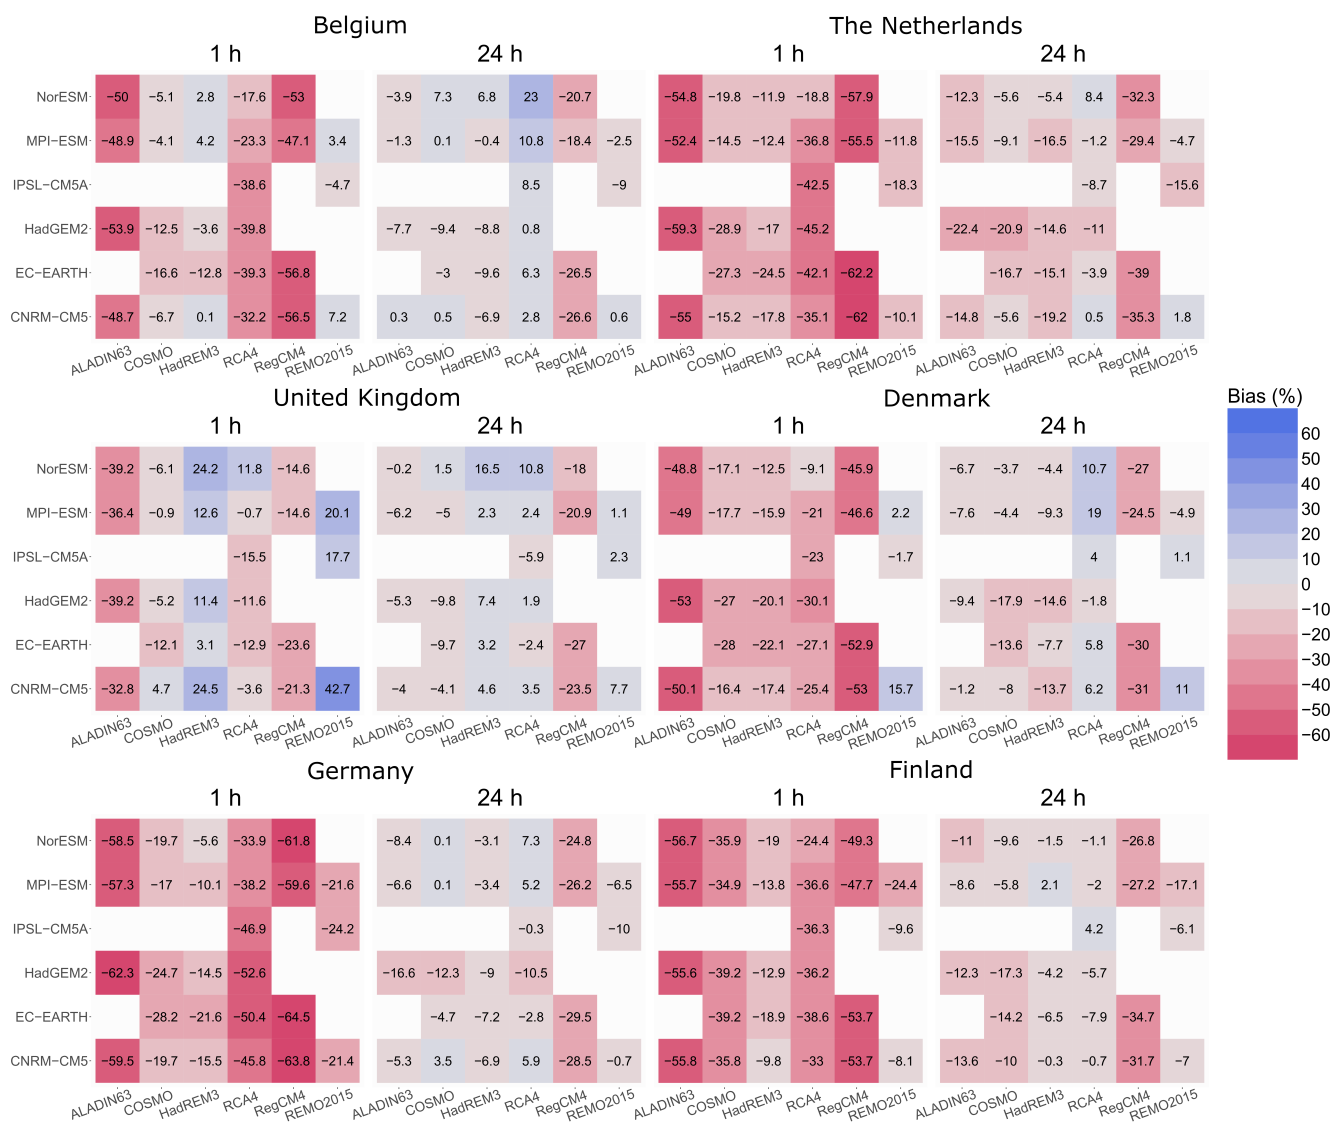 Belgium The Netherlands
1 h 24 h 1 h 24 h
NorESM −50 −5.1 2.8 −17.6 −53 −3.9 7.3 6.8 23 −20.7 −54.8 −19.8 −11.9 −18.8 −57.9 −12.3 −5.6 −5.4 8.4 −32.3
MPI−ESM −48.9 −4.1 4.2 −23.3 −47.1 3.4 −1.3 0.1 −0.4 10.8 −18.4 −2.5 −52.4 −14.5 −12.4 −36.8 −55.5 −11.8 −15.5 −9.1 −16.5 −1.2 −29.4 −4.7
IPSL−CM5A −38.6 −4.7 8.5 −9 −42.5 −18.3 −8.7 −15.6
HadGEM2 −53.9 −12.5 −3.6 −39.8 −7.7 −9.4 −8.8 0.8 −59.3 −28.9 −17 −45.2 −22.4 −20.9 −14.6 −11
EC−EARTH −16.6 −12.8 −39.3 −56.8 −3 −9.6 6.3 −26.5 −27.3 −24.5 −42.1 −62.2 −16.7 −15.1 −3.9 −39
CNRM−CM5 −48.7 −6.7 0.1 −32.2 −56.5 7.2 0.3 0.5 −6.9 2.8 −26.6 0.6 −55 −15.2 −17.8 −35.1 −62 −10.1 −14.8 −5.6 −19.2 0.5 −35.3 1.8
ALADIN63 COSMO HadREM3 RCA4 RegCM4 REMO2015 ALADIN63 COSMO HadREM3 RCA4 RegCM4 REMO2015 ALADIN63 COSMO HadREM3 RCA4 RegCM4 REMO2015 ALADIN63 COSMO HadREM3 RCA4 RegCM4 REMO2015
United Kingdom Denmark
1 h 24 h 1 h 24 h
NorESM −39.2 −6.1 24.2 11.8 −14.6 −0.2 1.5 16.5 10.8 −18 −48.8 −17.1 −12.5 −9.1 −45.9 −6.7 −3.7 −4.4 10.7 −27
MPI−ESM −36.4 −0.9 12.6 −0.7 −14.6 20.1 −6.2 −5 2.3 2.4 −20.9 1.1 −49 −17.7 −15.9 −21 −46.6 2.2 −7.6 −4.4 −9.3 19 −24.5 −4.9
IPSL−CM5A −15.5 17.7 −5.9 2.3 −23 −1.7 4 1.1
HadGEM2 −39.2 −5.2 11.4 −11.6 −5.3 −9.8 7.4 1.9 −53 −27 −20.1 −30.1 −9.4 −17.9 −14.6 −1.8
EC−EARTH −12.1 3.1 −12.9 −23.6 −9.7 3.2 −2.4 −27 −28 −22.1 −27.1 −52.9 −13.6 −7.7 5.8 −30
CNRM−CM5 −32.8 4.7 24.5 −3.6 −21.3 42.7 −4 −4.1 4.6 3.5 −23.5 7.7 −50.1 −16.4 −17.4 −25.4 −53 15.7 −1.2 −8 −13.7 6.2 −31 11
ALADIN63 COSMO HadREM3 RCA4 RegCM4 REMO2015 ALADIN63 COSMO HadREM3 RCA4 RegCM4 REMO2015 ALADIN63 COSMO HadREM3 RCA4 RegCM4 REMO2015 ALADIN63 COSMO HadREM3 RCA4 RegCM4 REMO2015
Bias (%)
60
50
40
30
20
10
0
−10
−20
−30
−40
−50
−60
Germany Finland
1 h 24 h 1 h 24 h
NorESM −58.5 −19.7 −5.6 −33.9 −61.8 −8.4 0.1 −3.1 7.3 −24.8 −56.7 −35.9 −19 −24.4 −49.3 −11 −9.6 −1.5 −1.1 −26.8
MPI−ESM −57.3 −17 −10.1 −38.2 −59.6 −21.6 −6.6 0.1 −3.4 5.2 −26.2 −6.5 −55.7 −34.9 −13.8 −36.6 −47.7 −24.4 −8.6 −5.8 2.1 −2 −27.2 −17.1
IPSL−CM5A −46.9 −24.2 −0.3 −10 −36.3 −9.6 4.2 −6.1
HadGEM2 −62.3 −24.7 −14.5 −52.6 −16.6 −12.3 −9 −10.5 −55.6 −39.2 −12.9 −36.2 −12.3 −17.3 −4.2 −5.7
EC−EARTH −28.2 −21.6 −50.4 −64.5 −4.7 −7.2 −2.8 −29.5 −39.2 −18.9 −38.6 −53.7 −14.2 −6.5 −7.9 −34.7
CNRM−CM5 −59.5 −19.7 −15.5 −45.8 −63.8 −21.4 −5.3 3.5 −6.9 5.9 −28.5 −0.7 −55.8 −35.8 −9.8 −33 −53.7 −8.1 −13.6 −10 −0.3 −0.7 −31.7 −7
ALADIN63 COSMO HadREM3 RCA4 RegCM4 REMO2015 ALADIN63 COSMO HadREM3 RCA4 RegCM4 REMO2015 ALADIN63 COSMO HadREM3 RCA4 RegCM4 REMO2015 ALADIN63 COSMO HadREM3 RCA4 RegCM4 REMO2015